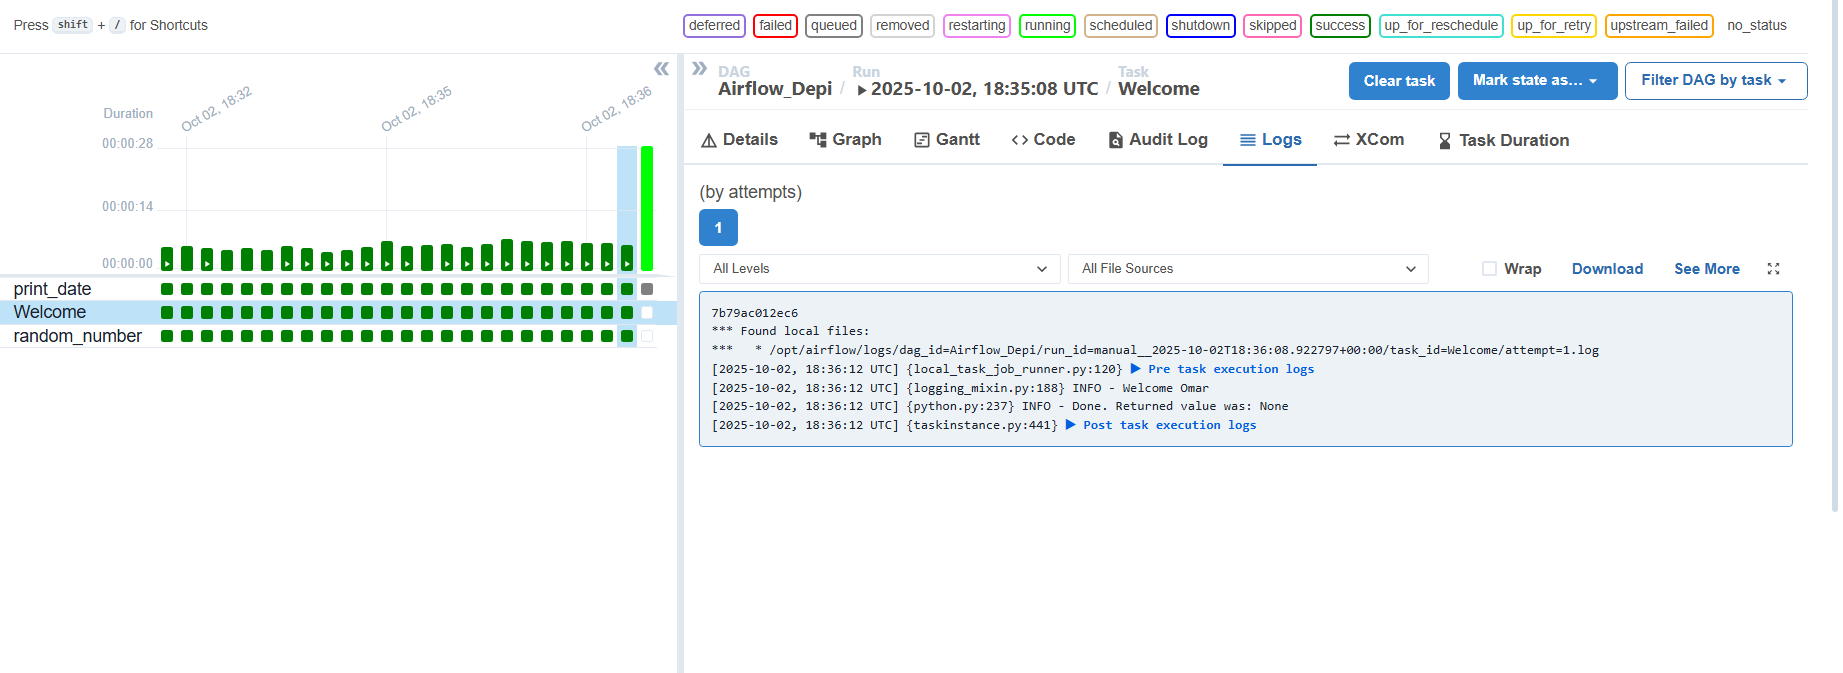 Press shift + / for Shortcuts
deferred failed queued removed restarting running scheduled shutdown skipped success up_for_reschedule up_for_retry upstream_failed no_status
Duration
Oct 02, 18:32
Oct 02, 18:35
Oct 02, 18:36
00:00:28
00:00:14
00:00:00
print_date
Welcome
random_number
DAG
Airflow_Depi
/
Run
2025-10-02, 18:35:08 UTC
/
Task
Welcome
Clear task
Mark state as...
Filter DAG by task
Details
Graph
Gantt
Code
Audit Log
Logs
XCom
Task Duration
(by attempts)
1
All Levels
All File Sources
Wrap
Download
See More
7b79ac012ec6
*** Found local files:
***   * /opt/airflow/logs/dag_id=Airflow_Depi/run_id=manual__2025-10-02T18:36:08.922797+00:00/task_id=Welcome/attempt=1.log
[2025-10-02, 18:36:12 UTC] {local_task_job_runner.py:120} ▶ Pre task execution logs
[2025-10-02, 18:36:12 UTC] {logging_mixin.py:188} INFO - Welcome Omar
[2025-10-02, 18:36:12 UTC] {python.py:237} INFO - Done. Returned value was: None
[2025-10-02, 18:36:12 UTC] {taskinstance.py:441} ▶ Post task execution logs